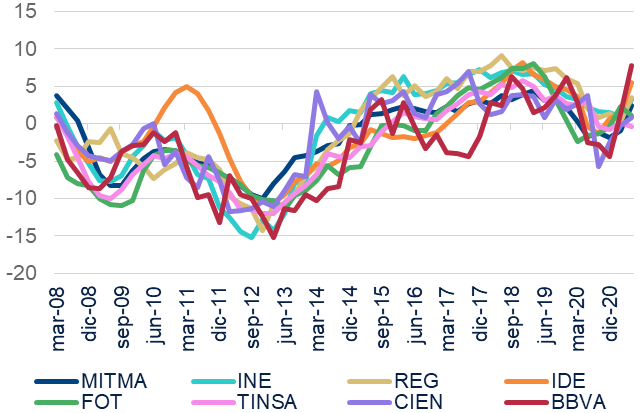 15
10
5
0
-5
-10
-15
-20
mar-08
dic-08
sep-09
jun-10
mar-11
dic-11
sep-12
jun-13
mar-14
dic-14
sep-15
jun-16
mar-17
dic-17
sep-18
jun-19
mar-20
dic-20
MITMA INE REG IDE
FOT TINSA CIEN BBVA